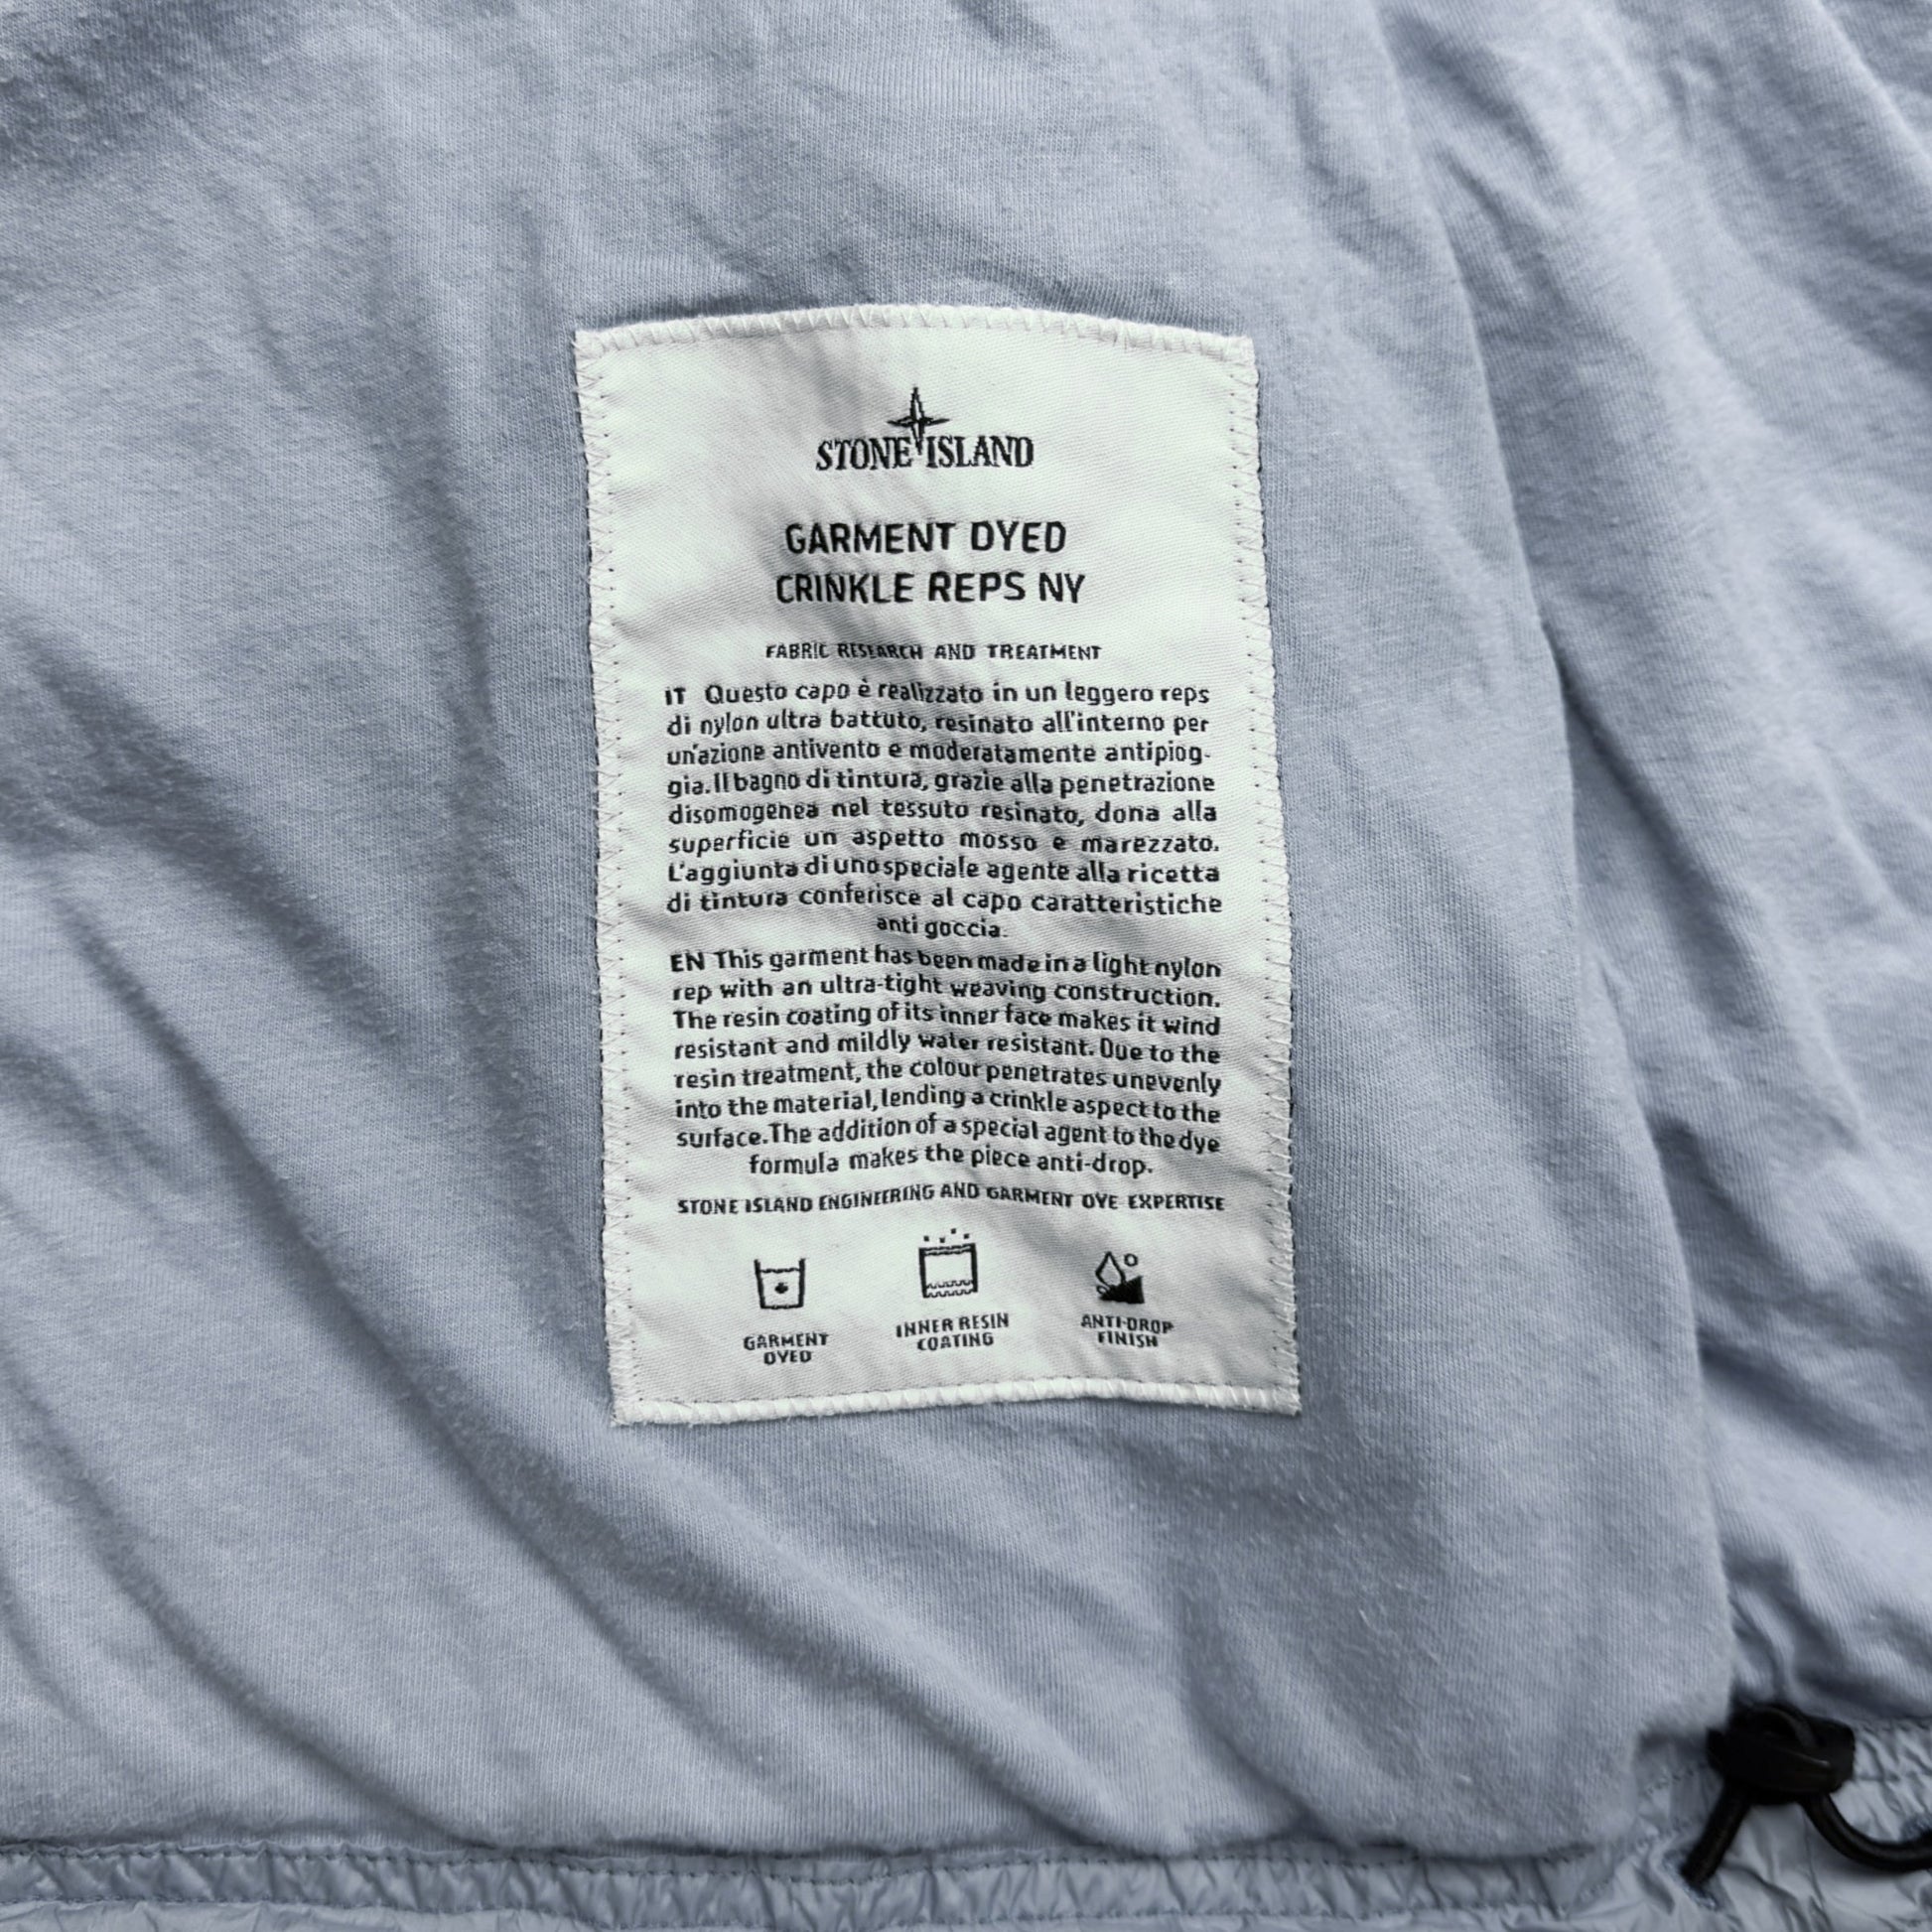 STONE ISLAND
GARMENT DYED
CRINKLE REPS NY
FABRIC RESEARCH AND TREATMENT
IT Questo capo è realizzato in un leggero reps
di nylon ultra battuto, resinato all'interno per
un'azione antivento e moderatamente antipiog-
gia. Il bagno di tintura, grazie alla penetrazione
disomogenea nel tessuto resinato, dona alla
superficie un aspetto mosso e marezzato.
L'aggiunta di uno speciale agente alla ricetta
di tintura conferisce al capo caratteristiche
anti goccia.
EN This garment has been made in a light nylon
rep with an ultra-tight weaving construction.
The resin coating of its inner face makes it wind
resistant and mildly water resistant. Due to the
resin treatment, the colour penetrates unevenly
into the material, lending a crinkle aspect to the
surface. The addition of a special agent to the dye
formula makes the piece anti-drop.
STONE ISLAND ENGINEERING AND GARMENT DYE EXPERTISE
GARMENT
DYED
INNER RESIN
COATING
ANTI-DROP
FINISH